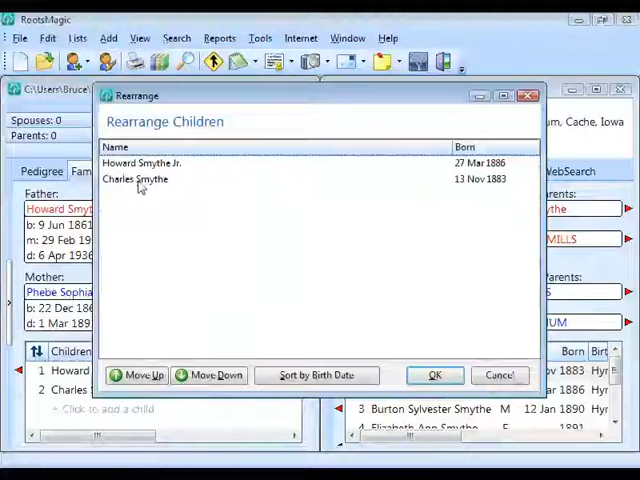 RootsMagic
File Edit Lists Add View Search Reports Tools Internet Window Help
C:\Users\Bruce\
Rearrange
Spouses: 0
Parents: 0
um, Cache, Iowa
Rearrange Children
Name Born
Howard Smythe Jr. 27 Mar 1886
Charles Smythe 13 Nov 1883
Pedigree Fam WebSearch
Father: arents:
Howard Smyt ythe
b: 9 Jun 1861
m: 29 Feb 19 MILLS
d: 6 Apr 1936
Mother: Parents:
Phebe Sophia S
b: 22 Dec 186
d: 1 Mar 189 UM
Children Born Birt
1 Howard ov 1883 Hyr
2 Charles S
+ Click to add a child
Move Up Move Down Sort by Birth Date OK Cancel
3 Burton Sylvester Smythe M 12 Jan 1890 Hyr
4 Elizabeth Ann Smythe F 1891 Hyr